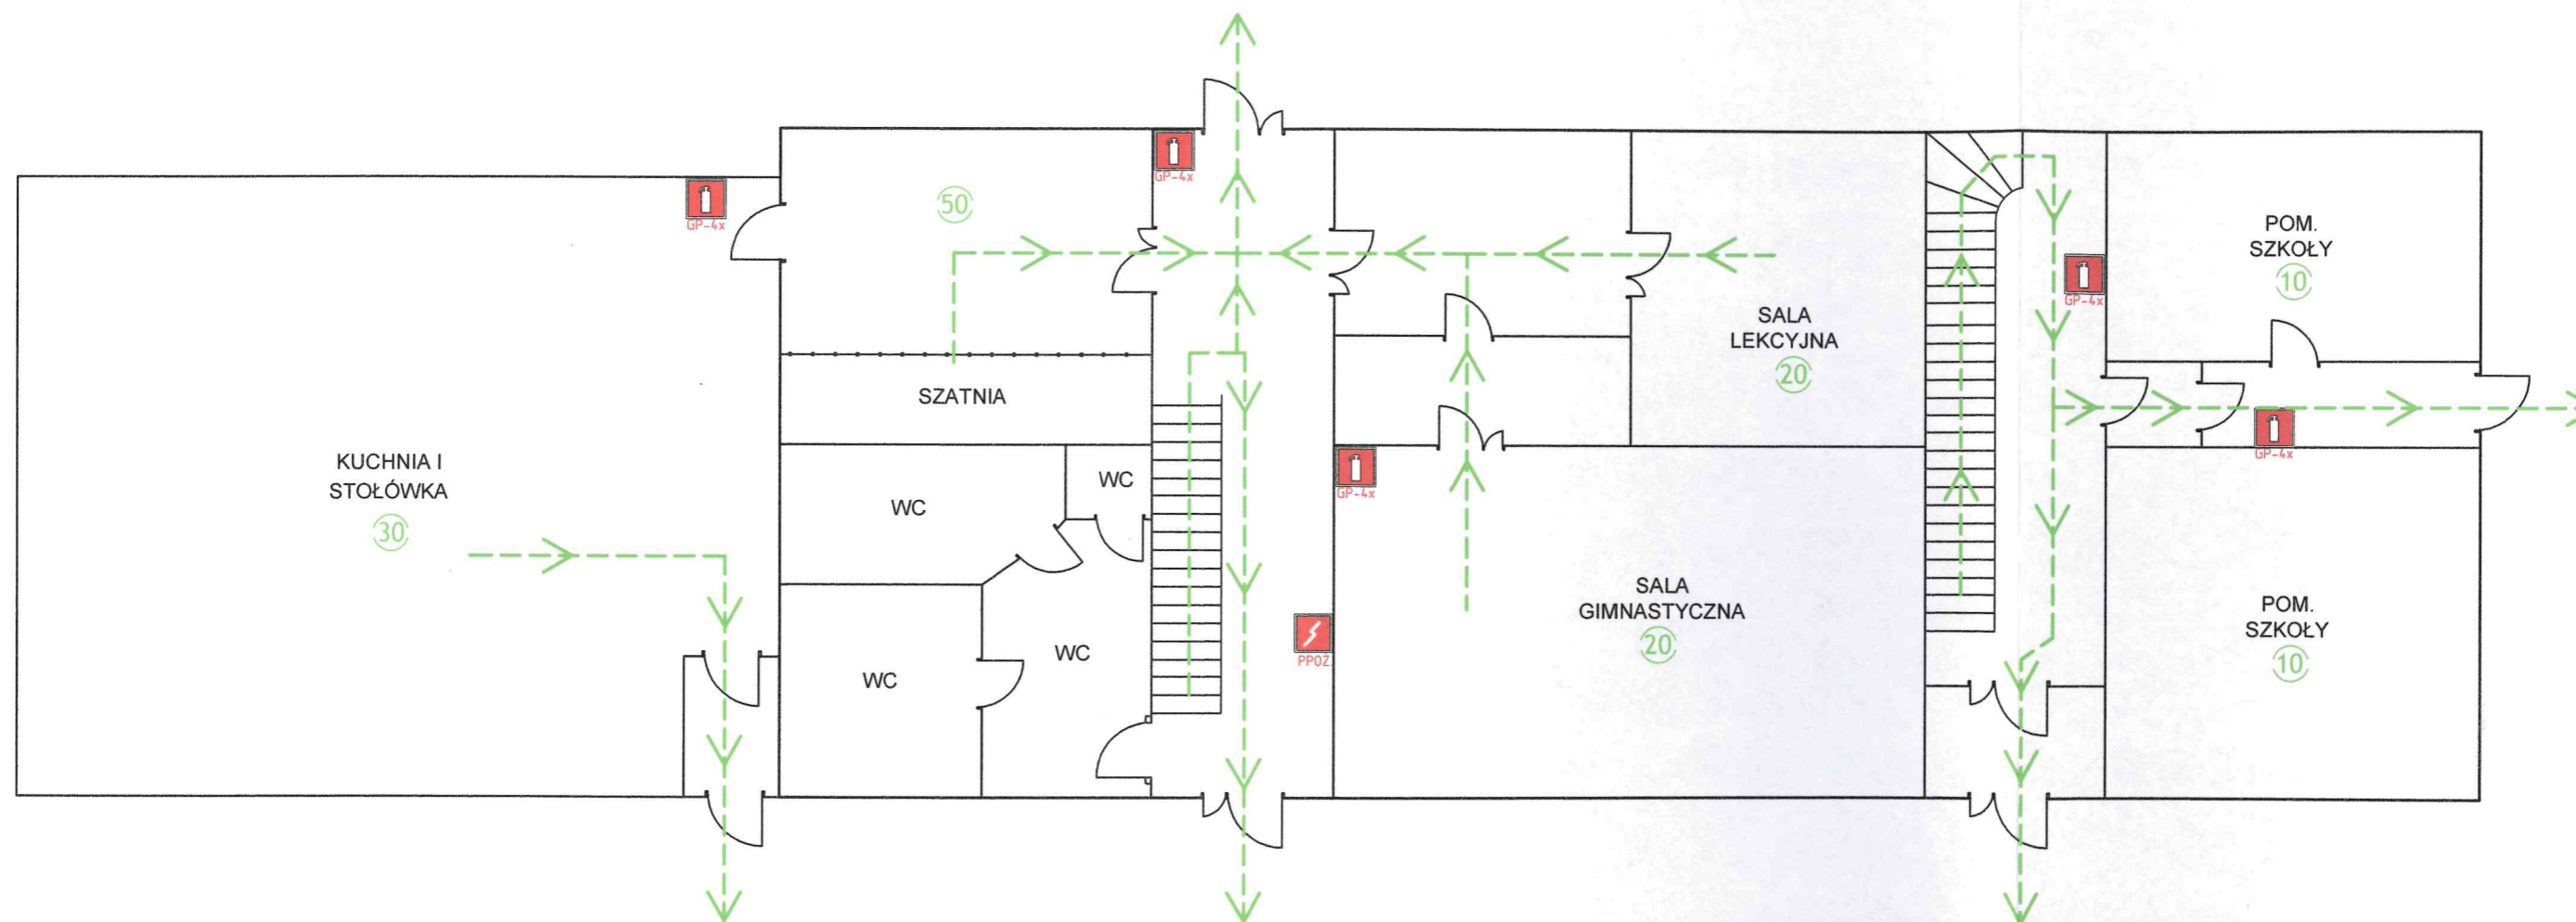 GP-4x
GP-4x
50
POM.
SZKOŁY
10
GP-4x
SALA
LEKCYJNA
20
SZATNIA
KUCHNIA I
STOŁÓWKA
30
WC
WC
GP-4x
GP-4x
SALA
GIMNASTYCZNA
20
POM.
SZKOŁY
10
WC
WC
PPOŻ.